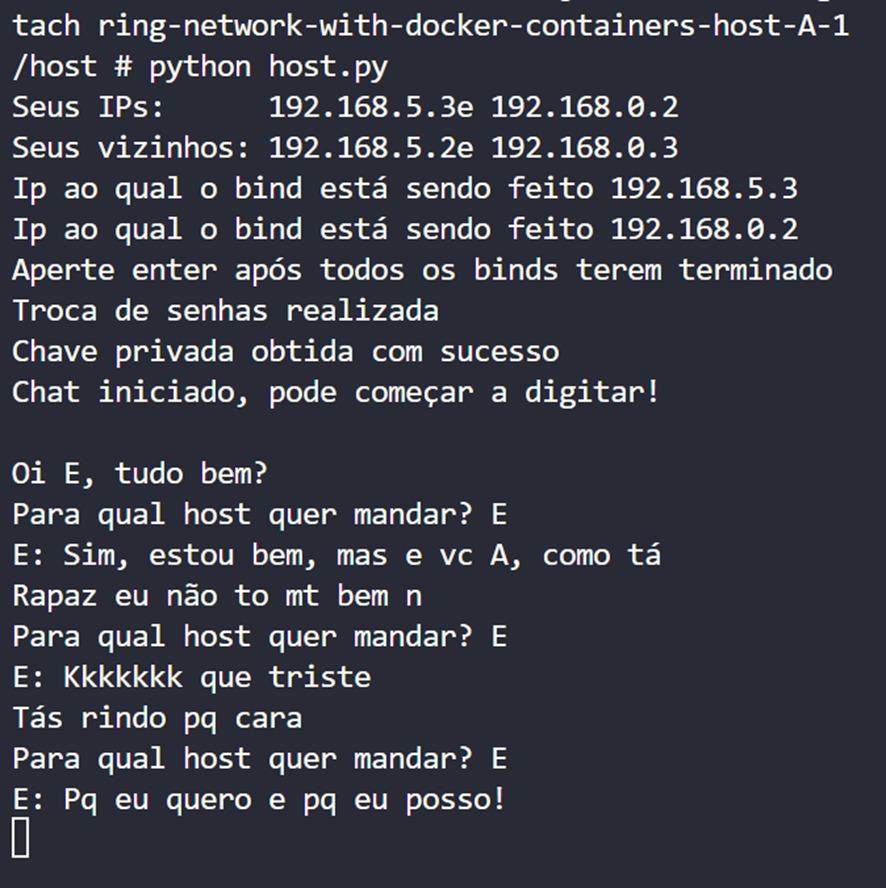 tach ring-network-with-docker-containers-host-A-1
/host # python host.py
Seus IPs:      192.168.5.3e 192.168.0.2
Seus vizinhos: 192.168.5.2e 192.168.0.3
Ip ao qual o bind está sendo feito 192.168.5.3
Ip ao qual o bind está sendo feito 192.168.0.2
Aperte enter após todos os binds terem terminado
Troca de senhas realizada
Chave privada obtida com sucesso
Chat iniciado, pode começar a digitar!
Oi E, tudo bem?
Para qual host quer mandar? E
E: Sim, estou bem, mas e vc A, como tá
Rapaz eu não to mt bem n
Para qual host quer mandar? E
E: Kkkkkkk que triste
Tás rindo pq cara
Para qual host quer mandar? E
E: Pq eu quero e pq eu posso!